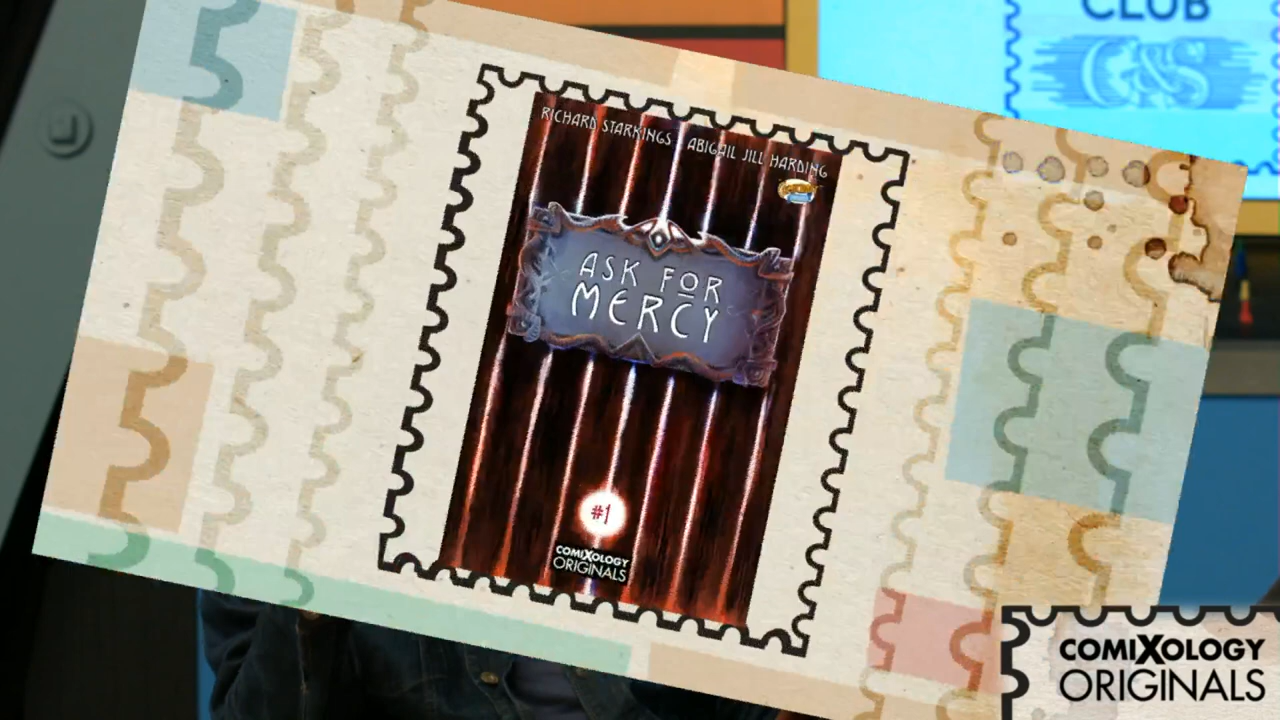 CLUB
RICHARD STARKINGS ABIGAIL JILL HARDING
ASK FOR
MERCY
#1
COMIXOLOGY
ORIGINALS
COMIXOLOGY
ORIGINALS